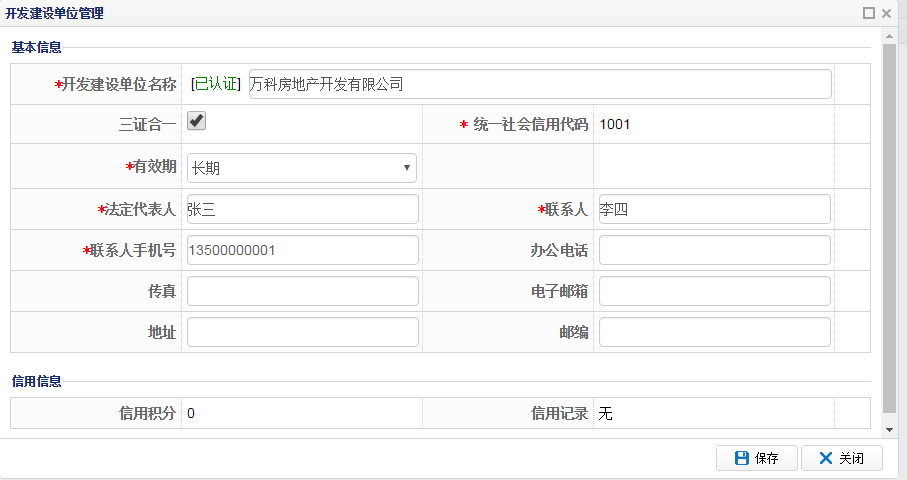 开发建设单位管理
基本信息
*开发建设单位名称 [已认证] 万科房地产开发有限公司
三证合一 * 统一社会信用代码 1001
*有效期 长期
*法定代表人 张三 *联系人 李四
*联系人手机号 13500000001 办公电话
传真 电子邮箱
地址 邮编
信用信息
信用积分 0 信用记录 无
保存 关闭